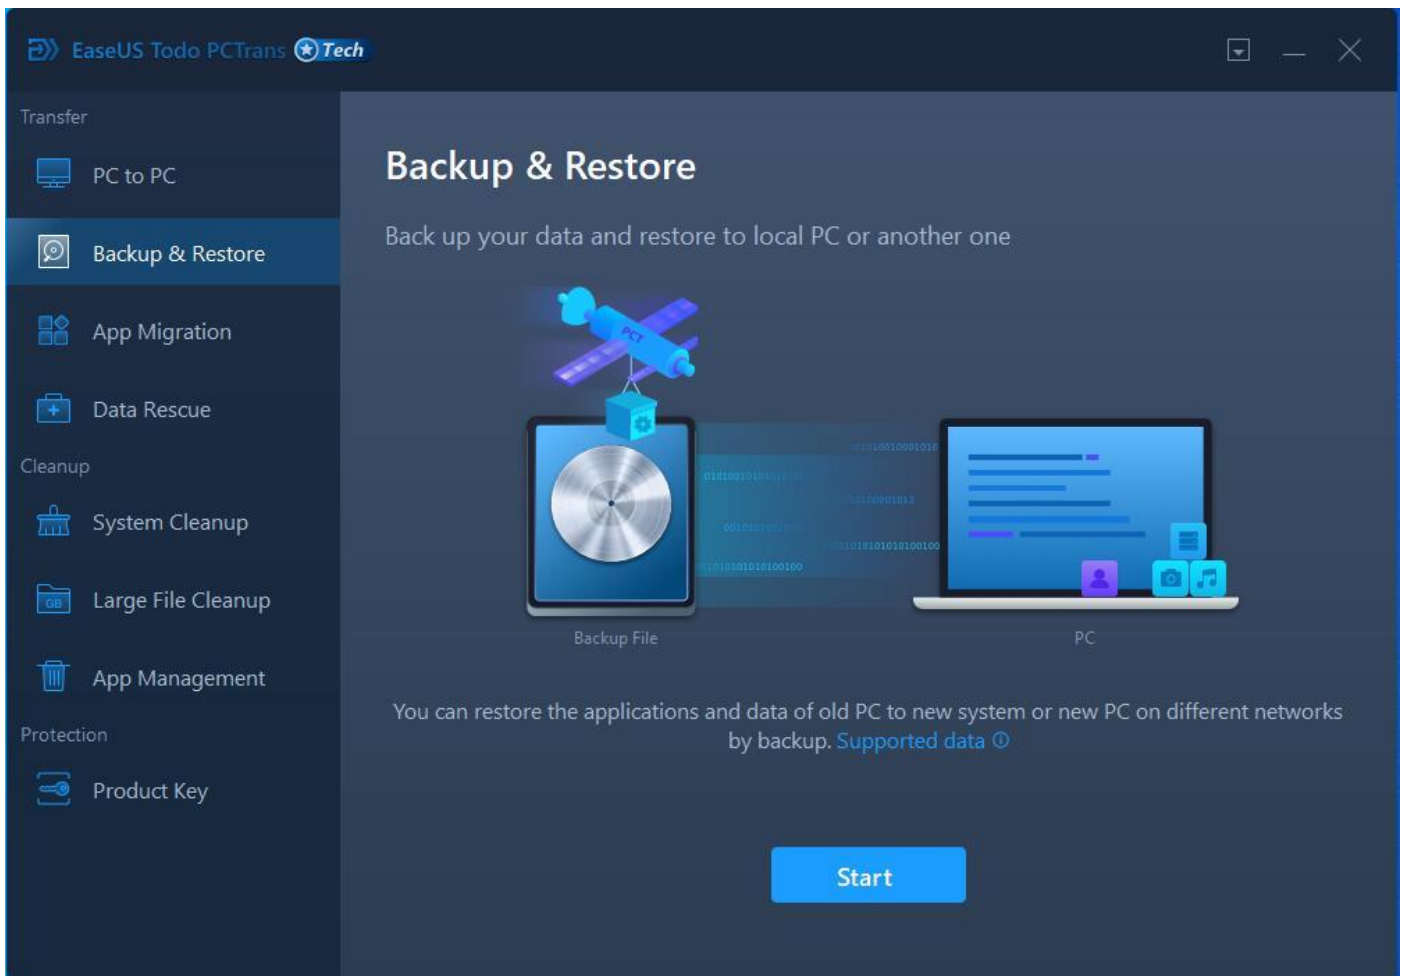 EaseUS Todo PCTrans Tech
Transfer
PC to PC
Backup & Restore
App Migration
Data Rescue
Cleanup
System Cleanup
GB
Large File Cleanup
App Management
Protection
Product Key
Backup & Restore
Back up your data and restore to local PC or another one
PCT
Backup File
PC
You can restore the applications and data of old PC to new system or new PC on different networks
by backup. Supported data
Start